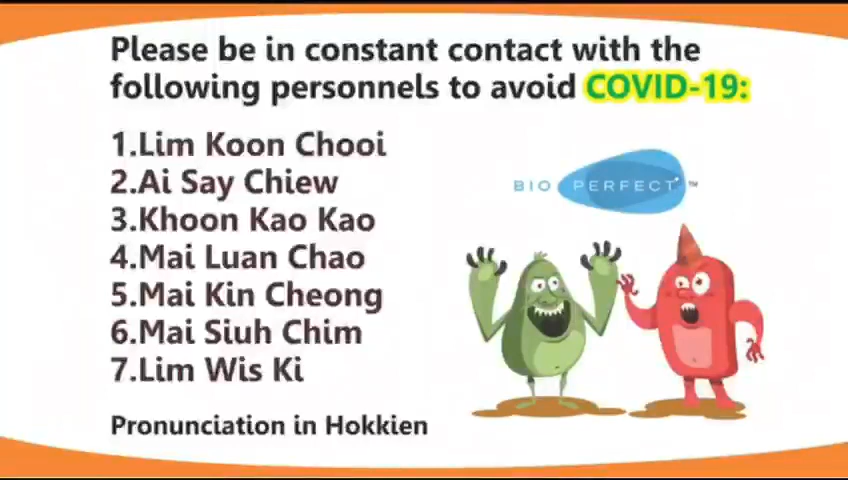 Please be in constant contact with the
following personnels to avoid COVID-19:
1.Lim Koon Chooi
2.Ai Say Chiew
3.Khoon Kao Kao
4.Mai Luan Chao
5.Mai Kin Cheong
6.Mai Siuh Chim
7.Lim Wis Ki
Pronunciation in Hokkien
BIO PERFECT™